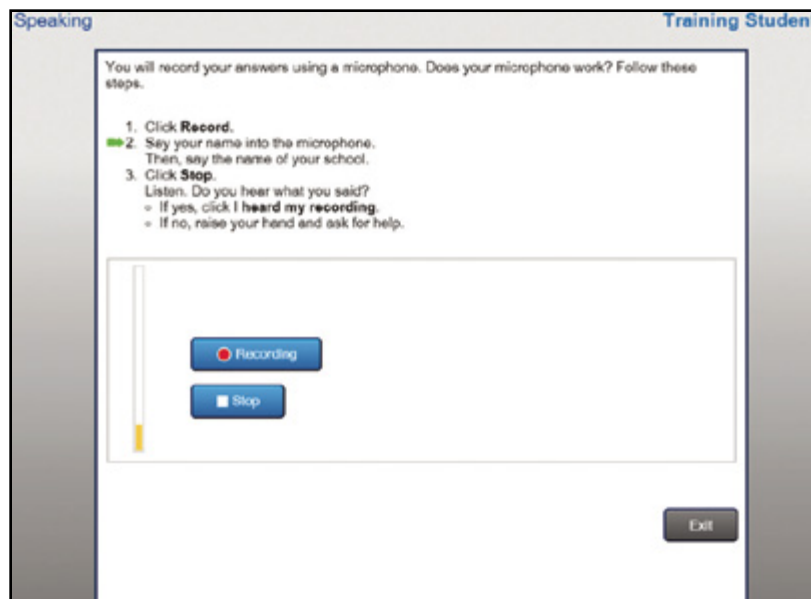 Speaking
Training Studen
You will record your answers using a microphone. Does your microphone work? Follow these
steps.
1. Click Record.
2. Say your name into the microphone.
Then, say the name of your school.
3. Click Stop.
Listen. Do you hear what you said?
◦ If yes, click I heard my recording.
◦ If no, raise your hand and ask for help.
Recording
Stop
Exit